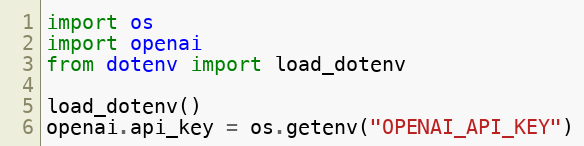 1 import os
2 import openai
3 from dotenv import load_dotenv
4
5 load_dotenv()
6 openai.api_key = os.getenv("OPENAI_API_KEY")